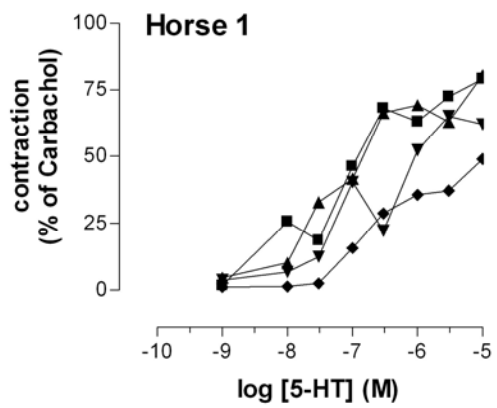 Horse 1
contraction
(% of Carbachol)
100
75
50
25
0
-10 -9 -8 -7 -6 -5
log [5-HT] (M)